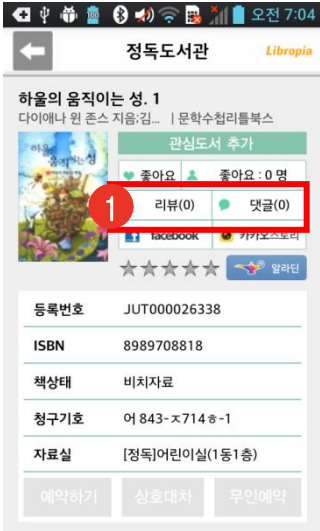 오전 7:04
정독도서관 Libropia
하울의 움직이는 성. 1
다이애나 윈 존스 지음;김... | 문학수첩리틀북스
관심도서 추가
좋아요 좋아요 : 0 명
1 리뷰(0) 댓글(0)
facebook 카카오스토리
알라딘
등록번호 JUT000026338
ISBN 8989708818
책상태 비치자료
청구기호 어 843-ㅈ714ㅎ-1
자료실 [정독]어린이실(1동1층)
예약하기 상호대차 무인예약